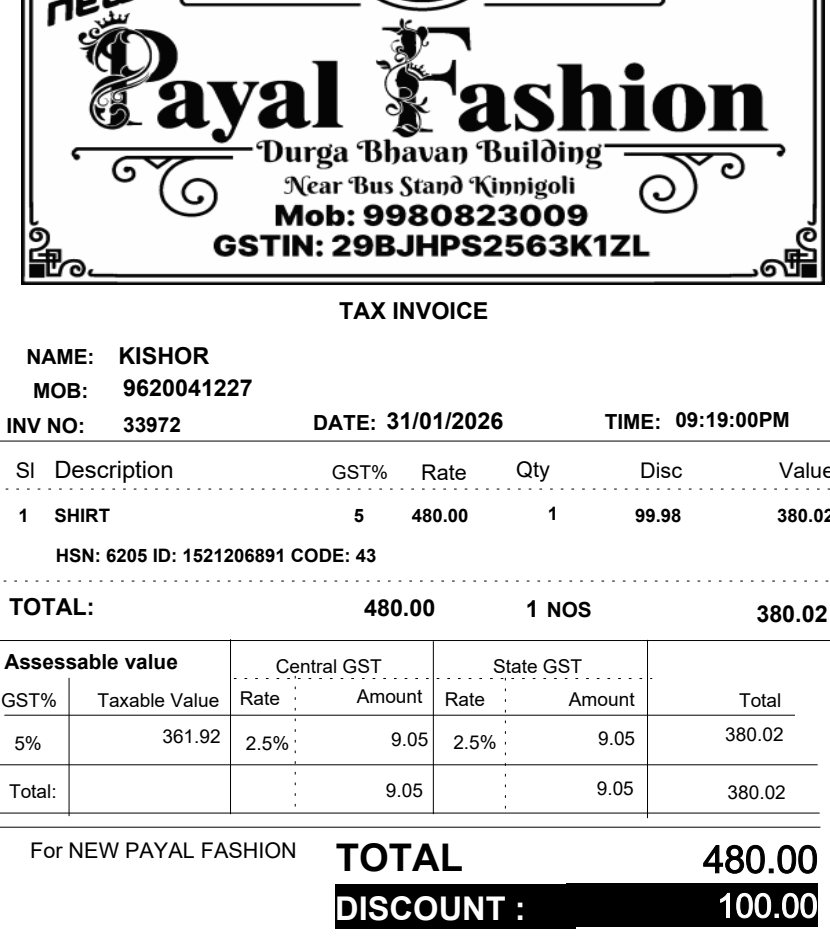 new
Payal Fashion
Durga Bhavan Building
Near Bus Stand Kinnigoli
Mob: 9980823009
GSTIN: 29BJHPS2563K1ZL
TAX INVOICE
NAME: KISHOR
MOB: 9620041227
INV NO: 33972 DATE: 31/01/2026 TIME: 09:19:00PM
Sl Description GST% Rate Qty Disc Value
1 SHIRT 5 480.00 1 99.98 380.02
HSN: 6205 ID: 1521206891 CODE: 43
TOTAL: 480.00 1 NOS 380.02
Assessable value Central GST State GST
GST% Taxable Value Rate Amount Rate Amount Total
5% 361.92 2.5% 9.05 2.5% 9.05 380.02
Total: 9.05 9.05 380.02
For NEW PAYAL FASHION TOTAL 480.00
DISCOUNT : 100.00